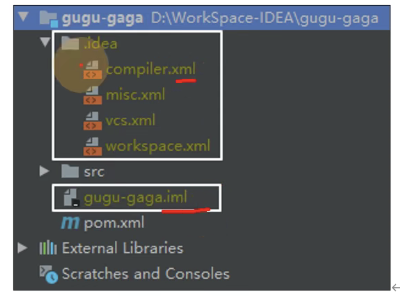 gugu-gaga D:\WorkSpace-IDEA\gugu-gaga
.idea
compiler.xml
misc.xml
vcs.xml
workspace.xml
src
gugu-gaga.iml
m pom.xml
External Libraries
Scratches and Consoles